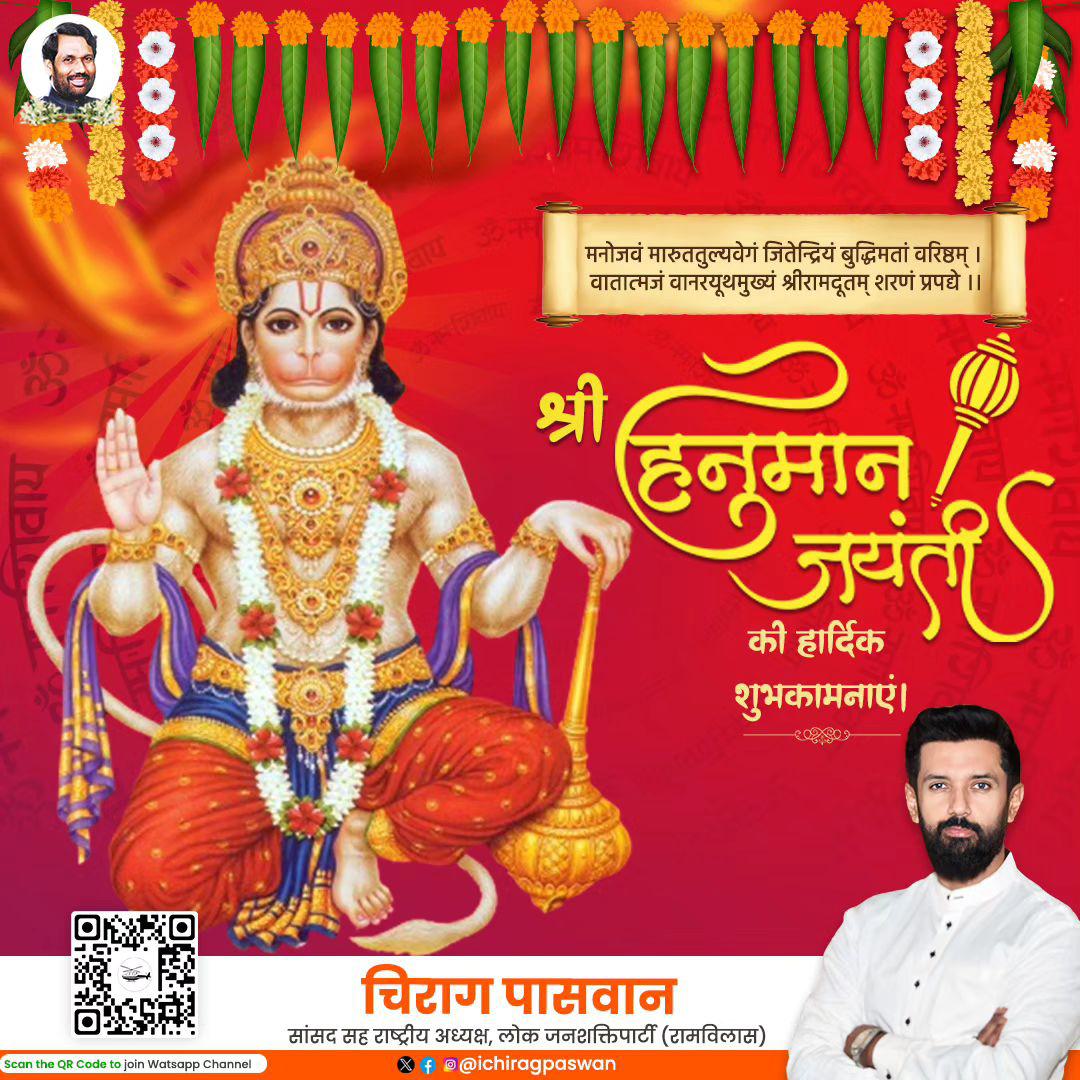 मनोजवं मारुततुल्यवेगं जितेन्द्रियं बुद्धिमतां वरिष्ठम् ।
वातात्मजं वानरयूथमुख्यं श्रीरामदूतम् शरणं प्रपद्ये ।।
श्री
हनुमान
जयंती
की हार्दिक
शुभकामनाएं।
चिराग पासवान
सांसद सह राष्ट्रीय अध्यक्ष, लोक जनशक्तिपार्टी (रामविलास)
Scan the QR Code to join Watsapp Channel
@ichiragpaswan